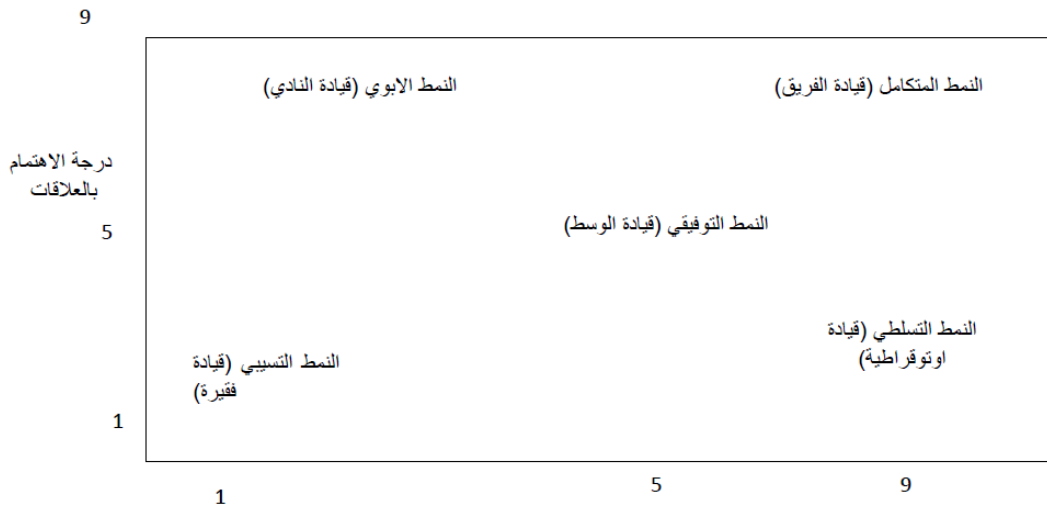 9
النمط المتكامل (قيادة الفريق)
النمط الابوي (قيادة النادي)
درجة الاهتمام
بالعلاقات
5
النمط التوفيقي (قيادة الوسط)
النمط التسلطي (قيادة
اوتوقراطية)
النمط التسيبي (قيادة
فقيرة)
1
1
5
9